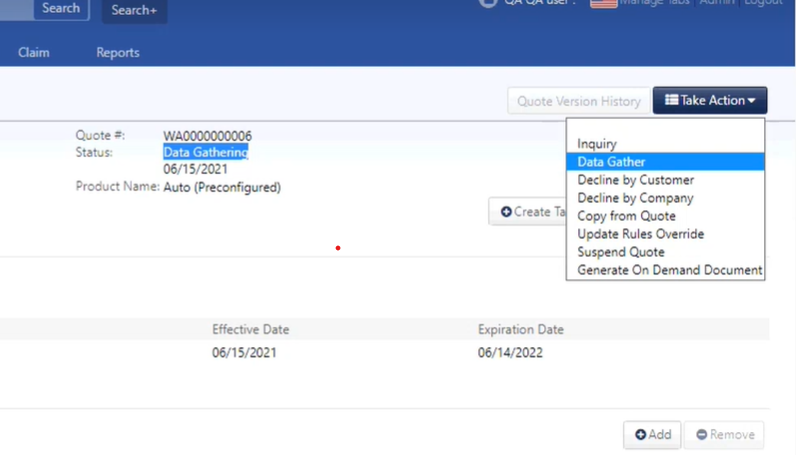 Search Search+ QA QA user : Manage Tabs Admin Logout
Claim Reports
Quote Version History Take Action
Quote #: WA0000000006
Status: Data Gathering
06/15/2021
Product Name: Auto (Preconfigured)
Create Ta
Inquiry
Data Gather
Decline by Customer
Decline by Company
Copy from Quote
Update Rules Override
Suspend Quote
Generate On Demand Document
Effective Date Expiration Date
06/15/2021 06/14/2022
Add Remove